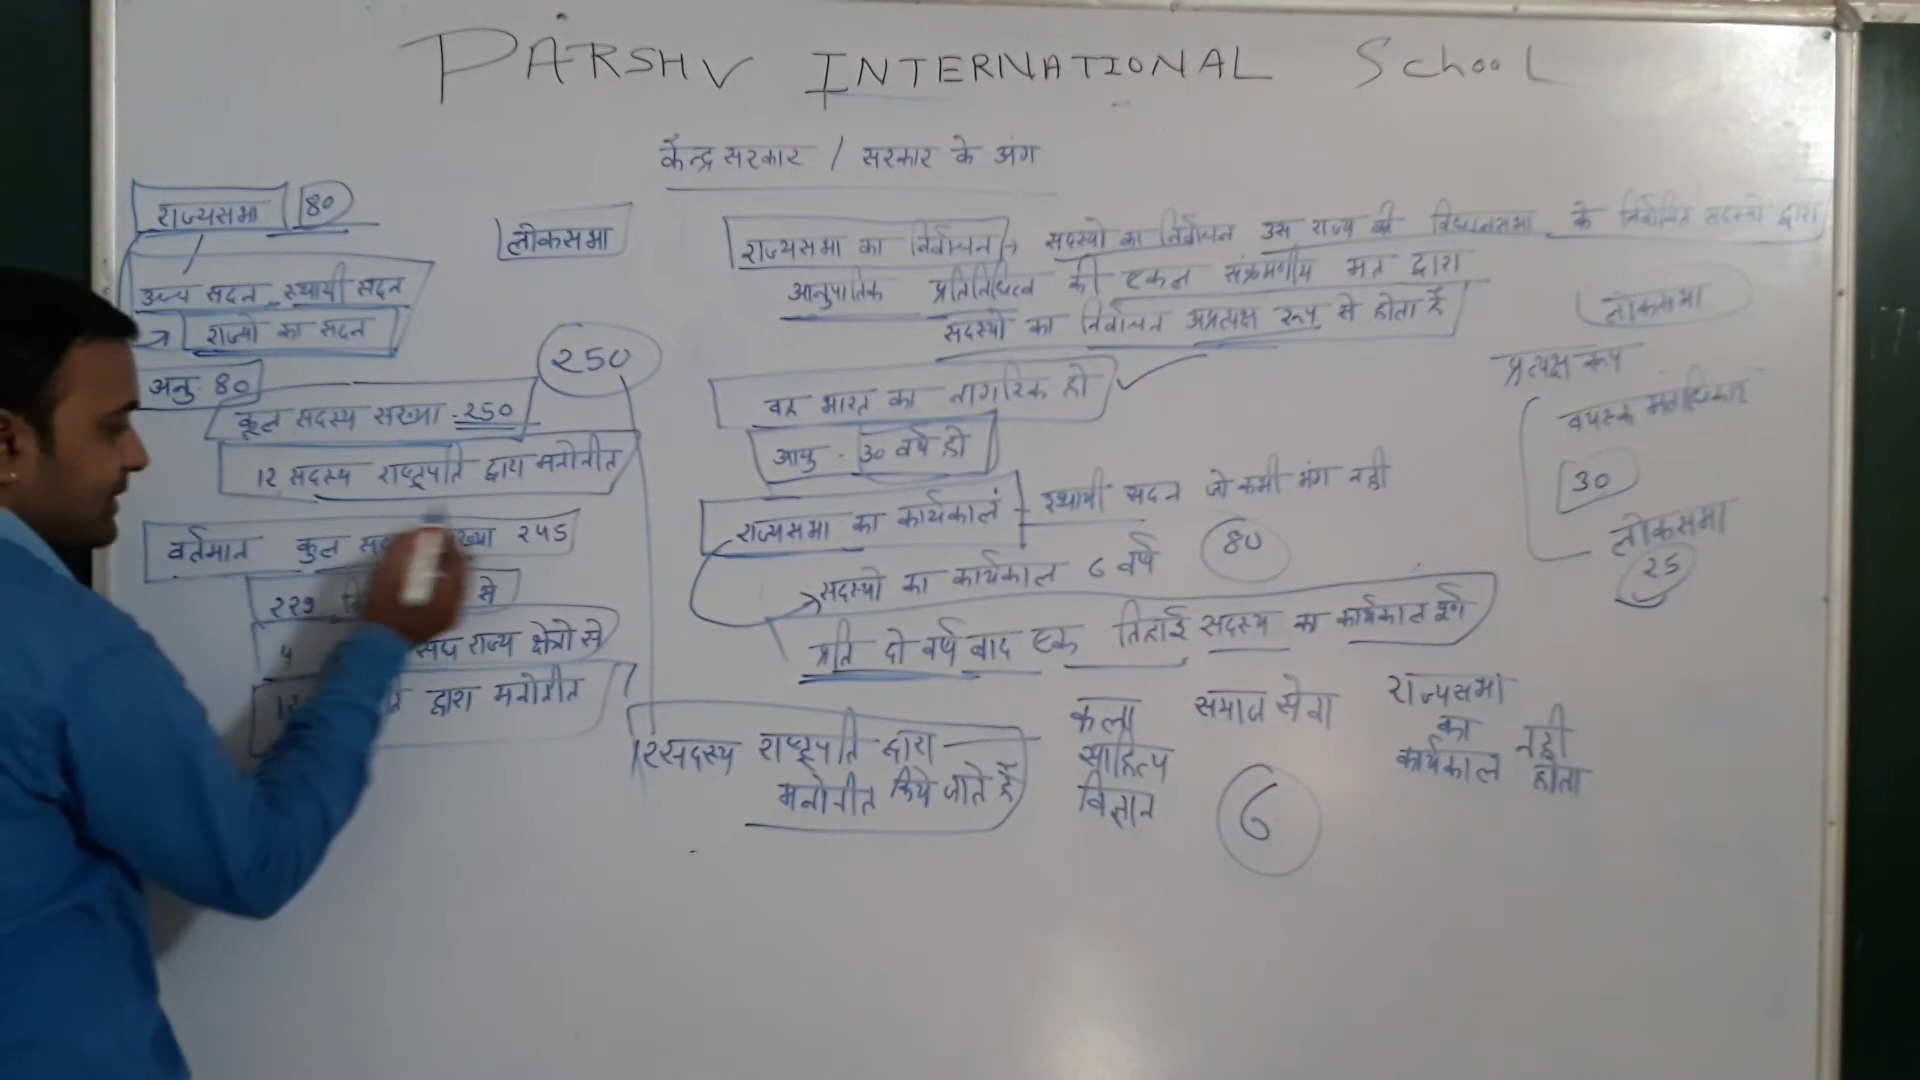 PARSHV INTERNATIONAL SchooL
केन्द्र सरकार / सरकार के अंग
राज्यसभा 80
उच्च सदन स्थायी सदन
राज्यो का सदन
अनु. 80
कुल सदस्य सख्या - 250
12 सदस्य राष्ट्रपति द्वारा मनोनीत
वर्तमान कुल ख्या 245
229 से
4 संघ राज्य क्षेत्रो से
12 द्वारा मनोनीत
लोकसभा
250
राज्यसभा का निर्वाचन → सदस्यो का निर्वाचन उस राज्य की विधानसभा के निर्वाचित सदस्यो द्वारा
आनुपातिक प्रतिनिधित्व की एकल संक्रमणीय मत द्वारा
सदस्यो का निर्वाचन अप्रत्यक्ष रूप से होता हैं
वह भारत का नागरिक हो
आयु - 30 वर्ष हो
राज्यसभा का कार्यकाल - स्थायी सदन जो कभी भंग नही
सदस्यो का कार्यकाल 6 वर्ष 80
प्रति दो वर्ष बाद एक तिहाई सदस्य का कार्यकाल पूर्ण
12 सदस्य राष्ट्रपति द्वारा
मनोनीत किये जाते हैं
कला समाज सेवा
साहित्य
विज्ञान
6
राज्यसभा
का
कार्यकाल नही
होता
लोकसभा
प्रत्यक्ष रूप
वयस्क मताधिकार
30
लोकसभा
25